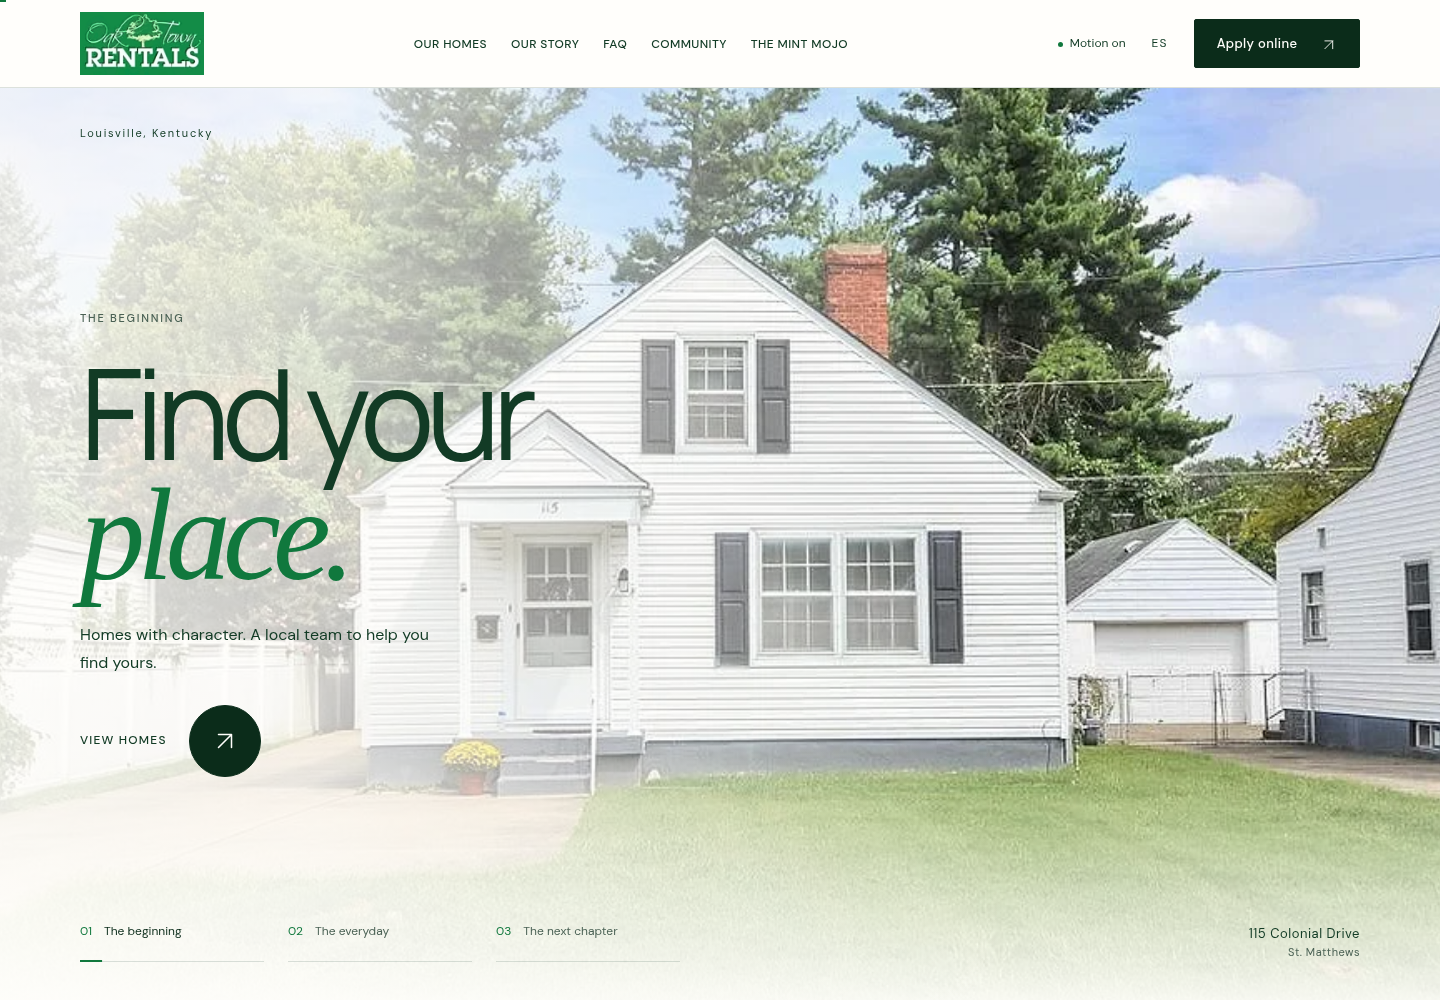 Oak Town
RENTALS
OUR HOMES
OUR STORY
FAQ
COMMUNITY
THE MINT MOJO
Motion on
ES
Apply online
Louisville, Kentucky
THE BEGINNING
Find your
place.
115
Homes with character. A local team to help you
find yours.
VIEW HOMES
01 The beginning
02 The everyday
03 The next chapter
115 Colonial Drive
St. Matthews